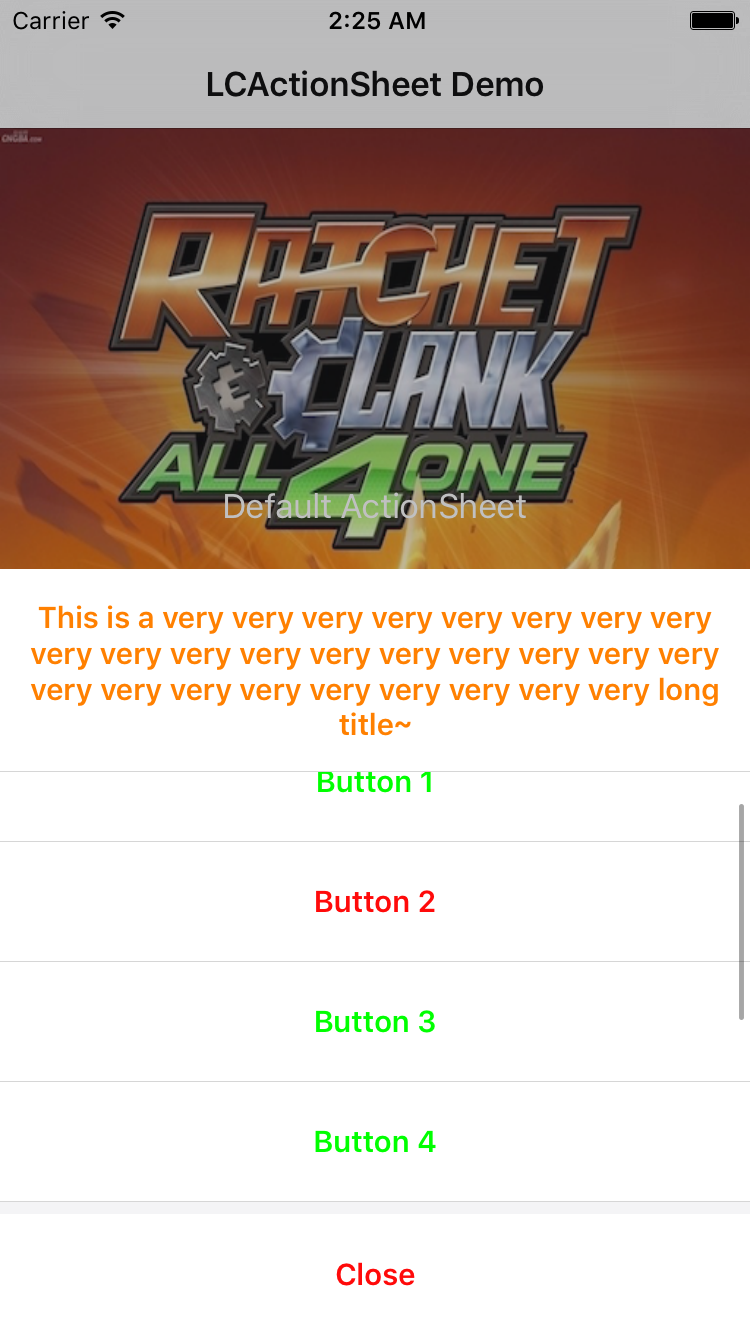 Carrier 2:25 AM
LCActionSheet Demo
CNGBA.COM
RATCHET
CLANK
ALL 4 ONE
Default ActionSheet
This is a very very very very very very very very
very very very very very very very very very very
very very very very very very very very very long
title~
Button 1
Button 2
Button 3
Button 4
Close